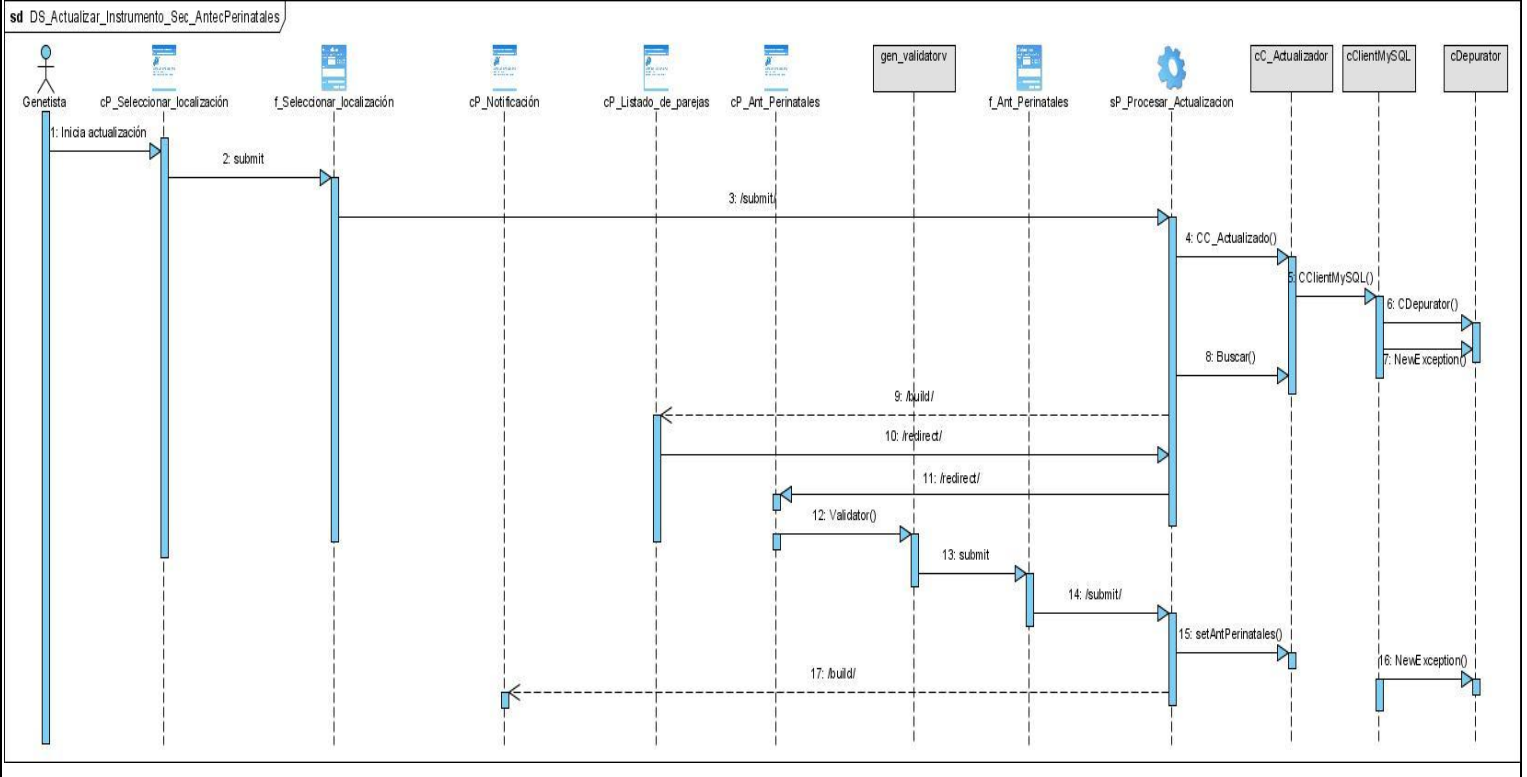 sd DS_Actualizar_Instrumento_Sec_AntecPerinatales
Genetista
cP_Seleccionar_localización
f_Seleccionar_localización
cP_Notificación
cP_Listado_de_parejas
cP_Ant_Perinatales
gen_validatorv
f_Ant_Perinatales
sP_Procesar_Actualizacion
cC_Actualizador
cClientMySQL
cDepurator
1: Inicia actualización
2: submit
3: /submit/
4: CC_Actualizado()
5: CClientMySQL()
6: CDepurator()
7: NewException()
8: Buscar()
9: /build/
10: /redirect/
11: /redirect/
12: Validator()
13: submit
14: /submit/
15: setAntPerinatales()
16: NewException()
17: /build/